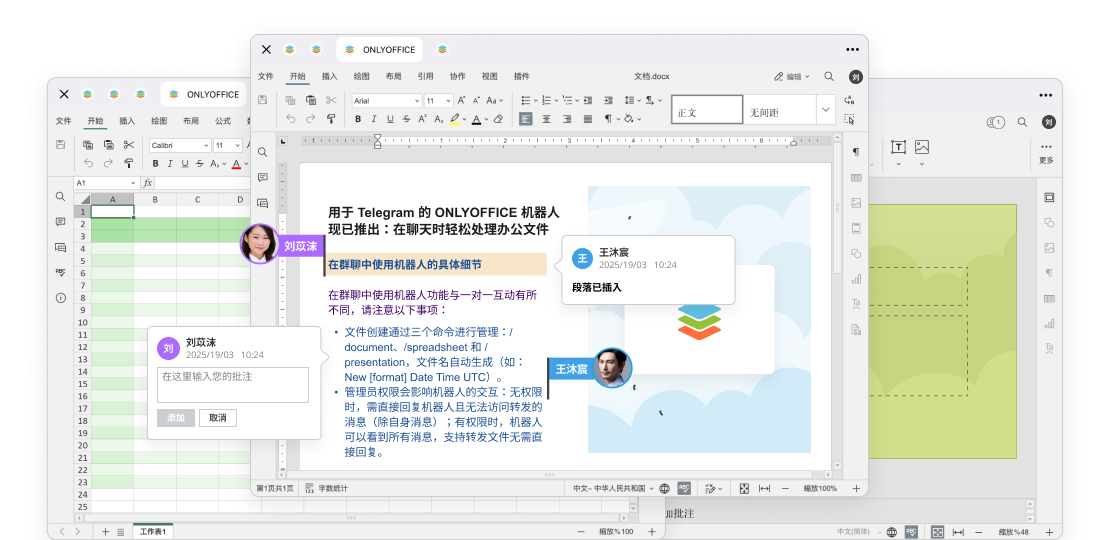 ONLYOFFICE
文件
开始
插入
绘图
布局
引用
协作
视图
插件
文档.docx
编辑
刘
Arial
11
Aa
正文
无间距
ONLYOFFICE
文件
开始
插入
绘图
布局
公式
Calibri
11
A1
fx
A B C D
1
2
3
4
5
6
7
8
9
10
11
12
13
14
15
16
17
18
19
20
21
22
23
24
25
用于 Telegram 的 ONLYOFFICE 机器人
现已推出：在聊天时轻松处理办公文件
刘苡沫
在群聊中使用机器人的具体细节
在群聊中使用机器人功能与一对一互动有所
不同，请注意以下事项：
• 文件创建通过三个命令进行管理：/
document、/spreadsheet 和 /
presentation，文件名自动生成（如：
New [format] Date Time UTC）。
• 管理员权限会影响机器人的交互：无权限
时，需直接回复机器人且无法访问转发的
消息（除自身消息）；有权限时，机器人
可以看到所有消息，支持转发文件无需直
接回复。
王
王沐宸
2025/19/03 10:24
段落已插入
王沐宸
刘
刘苡沫
2025/19/03 10:24
在这里输入您的批注
添加
取消
第1页共1页
字数统计
中文– 中华人民共和国
缩放100%
工作表1
缩放%100
1
刘
更多
加批注
中文(简体)
缩放%48